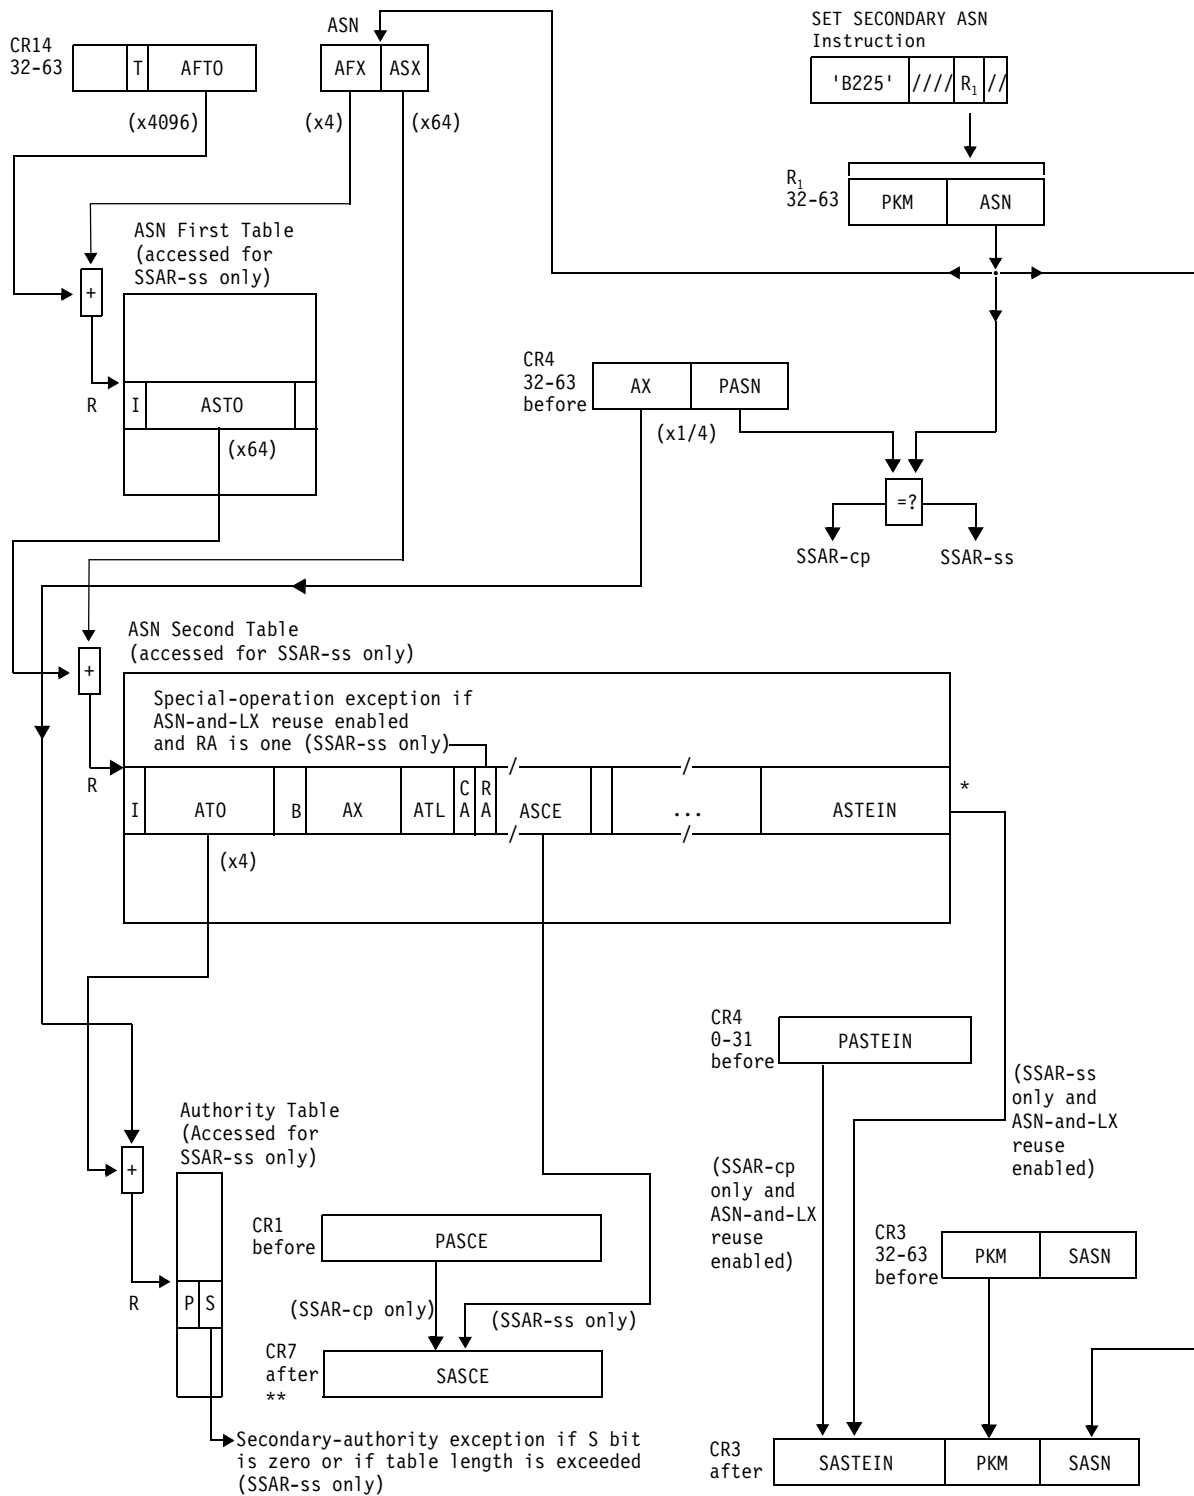 SET SECONDARY ASN
Instruction
'B225' //// R1 //
CR14
32-63
T AFTO
ASN
AFX ASX
(x4096)
(x4)
(x64)
R1
32-63
PKM ASN
ASN First Table
(accessed for
SSAR-ss only)
+
R
I ASTO
(x64)
CR4
32-63
before
AX PASN
(x1/4)
=?
SSAR-cp
SSAR-ss
ASN Second Table
(accessed for SSAR-ss only)
+
R
Special-operation exception if
ASN-and-LX reuse enabled
and RA is one (SSAR-ss only)
I ATO B AX ATL CA RA ASCE ... ASTEIN
/ /
/ /
*
(x4)
CR4
0-31
before
PASTEIN
(SSAR-ss
only and
ASN-and-LX
reuse
enabled)
Authority Table
(Accessed for
SSAR-ss only)
+
R
P S
(SSAR-cp
only and
ASN-and-LX
reuse
enabled)
CR1
before
PASCE
CR3
32-63
before
PKM SASN
(SSAR-cp only)
(SSAR-ss only)
CR7
after
**
SASCE
Secondary-authority exception if S bit
is zero or if table length is exceeded
(SSAR-ss only)
CR3
after
SASTEIN PKM SASN